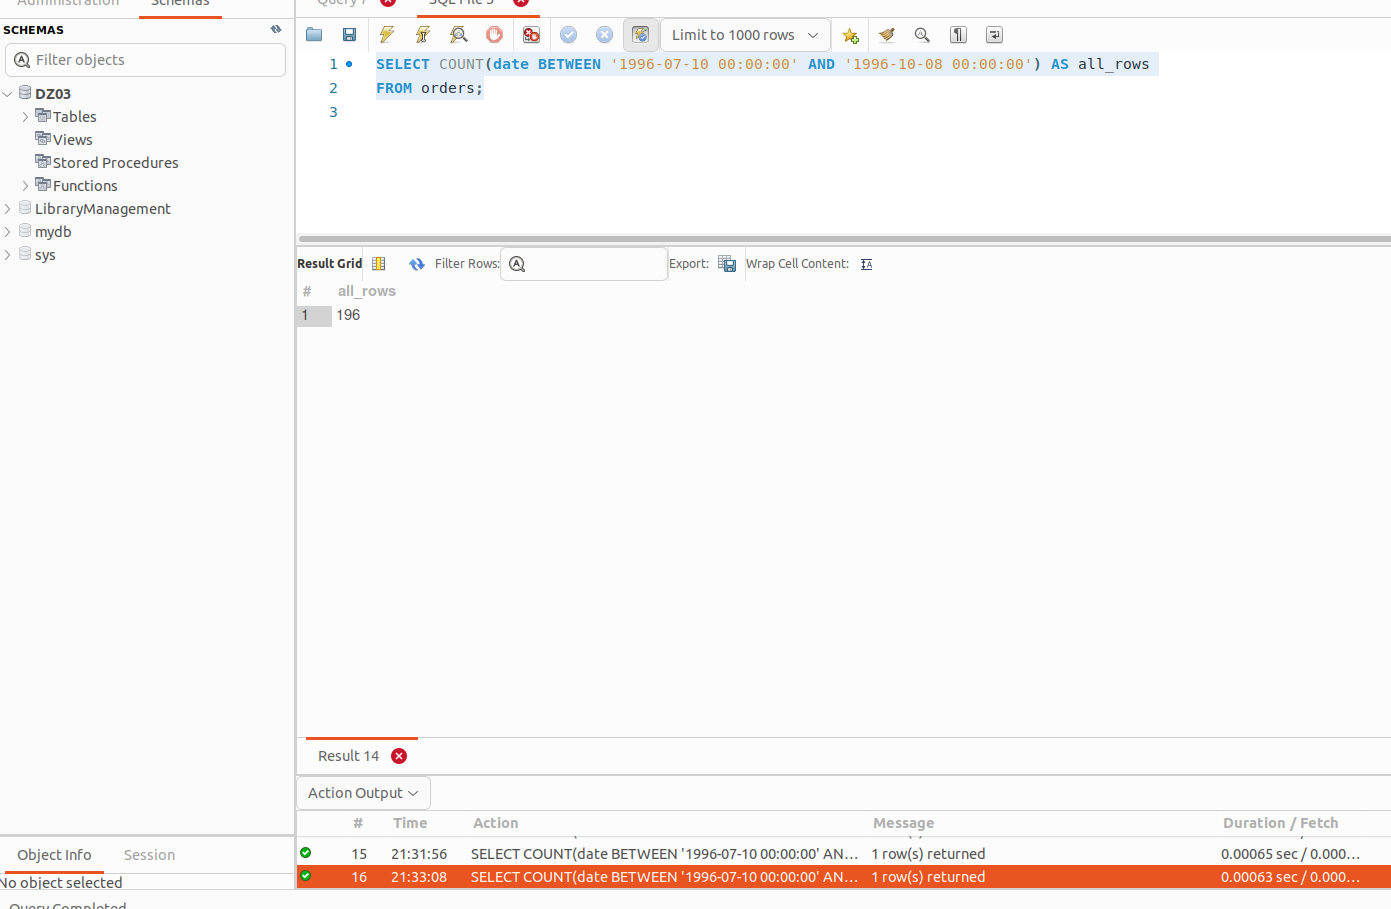 Administration Schemas
Query 7 SQL File 3
SCHEMAS
Filter objects
DZ03
Tables
Views
Stored Procedures
Functions
LibraryManagement
mydb
sys
Limit to 1000 rows
1 SELECT COUNT(date BETWEEN '1996-07-10 00:00:00' AND '1996-10-08 00:00:00') AS all_rows
2 FROM orders;
3
Result Grid Filter Rows: Export: Wrap Cell Content:
# all_rows
1 196
Result 14
Action Output
# Time Action Message Duration / Fetch
15 21:31:56 SELECT COUNT(date BETWEEN '1996-07-10 00:00:00' AN... 1 row(s) returned 0.00065 sec / 0.000...
16 21:33:08 SELECT COUNT(date BETWEEN '1996-07-10 00:00:00' AN... 1 row(s) returned 0.00063 sec / 0.000...
Object Info Session
No object selected
Query Completed